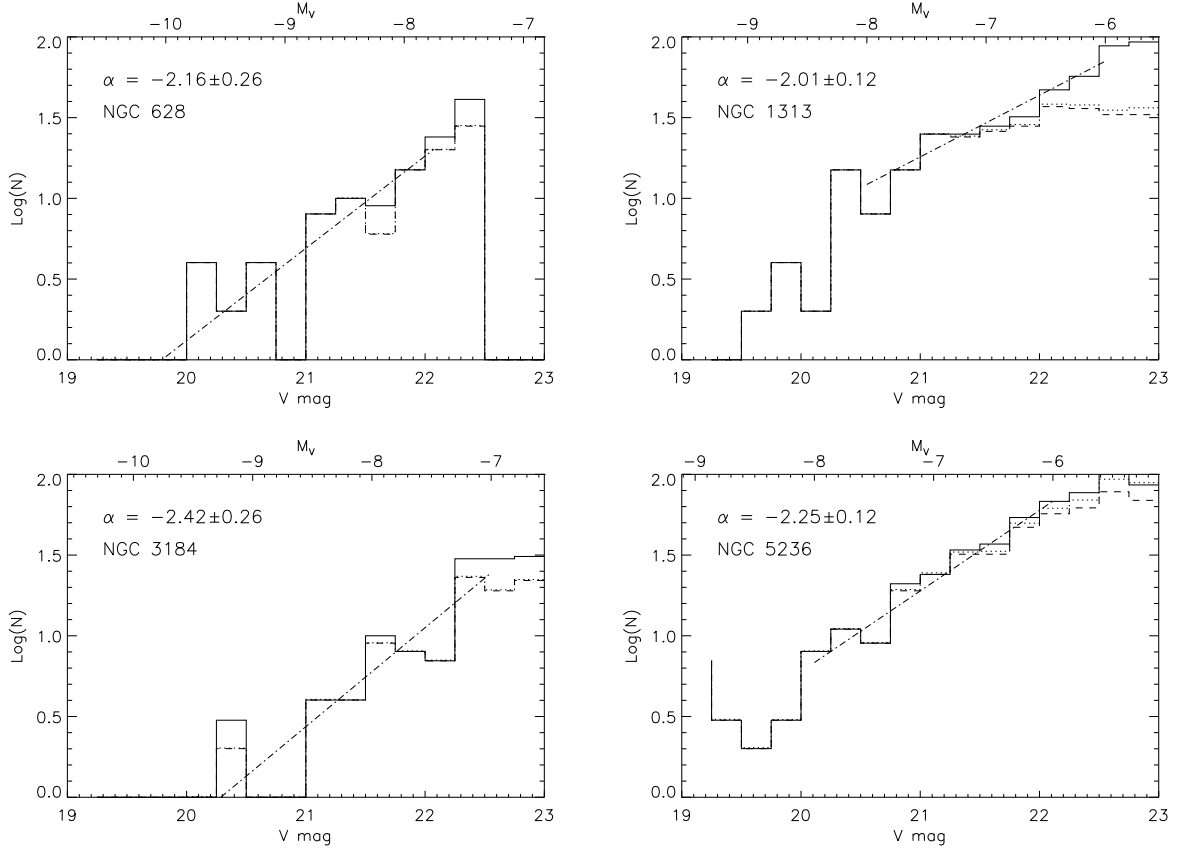 M_V
−10 −9 −8 −7
2.0
1.5
1.0
0.5
0.0
Log(N)
α = −2.16±0.26
NGC 628
19 20 21 22 23
V mag
M_V
−9 −8 −7 −6
2.0
1.5
1.0
0.5
0.0
Log(N)
α = −2.01±0.12
NGC 1313
19 20 21 22 23
V mag
M_V
−10 −9 −8 −7
2.0
1.5
1.0
0.5
0.0
Log(N)
α = −2.42±0.26
NGC 3184
19 20 21 22 23
V mag
M_V
−9 −8 −7 −6
2.0
1.5
1.0
0.5
0.0
Log(N)
α = −2.25±0.12
NGC 5236
19 20 21 22 23
V mag